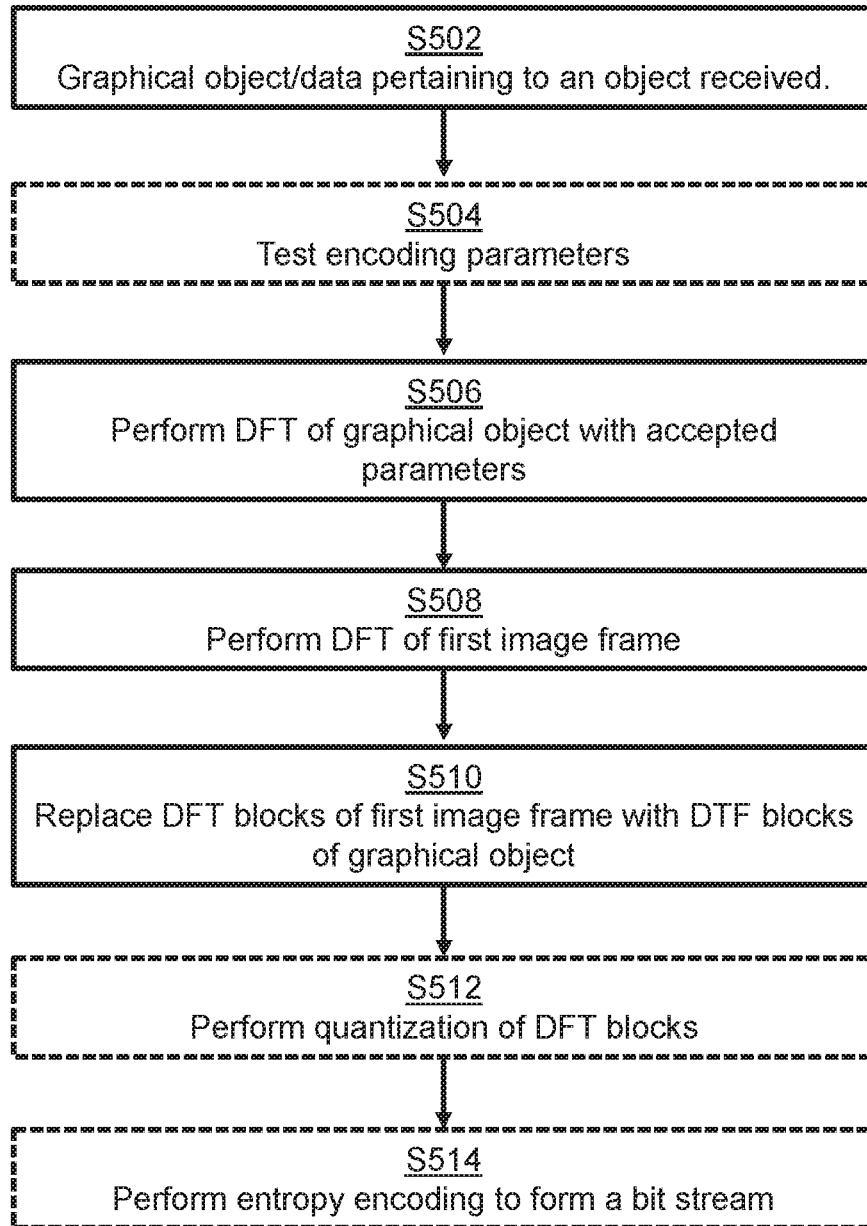 S502
Graphical object/data pertaining to an object received.
S504
Test encoding parameters
S506
Perform DFT of graphical object with accepted
parameters
S508
Perform DFT of first image frame
S510
Replace DFT blocks of first image frame with DTF blocks
of graphical object
S512
Perform quantization of DFT blocks
S514
Perform entropy encoding to form a bit stream